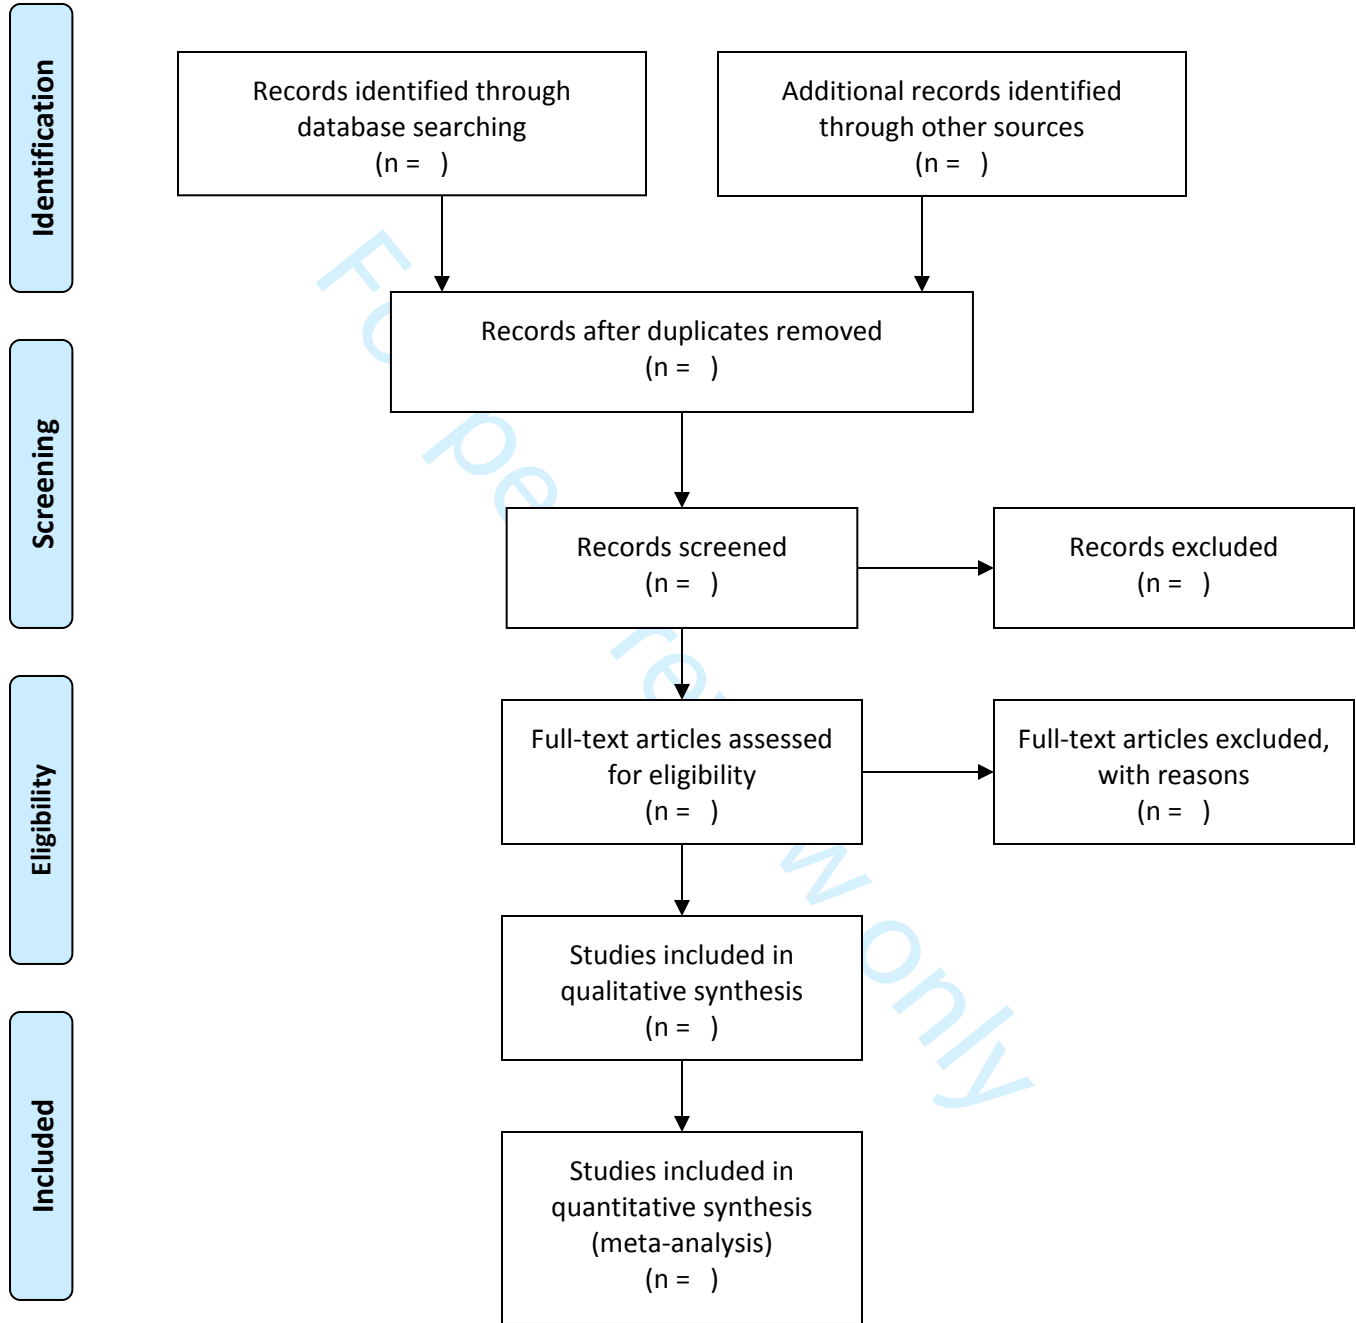 Identification
Records identified through
database searching
(n =   )
Additional records identified
through other sources
(n =   )
Records after duplicates removed
(n =   )
Screening
Records screened
(n =   )
Records excluded
(n =   )
Eligibility
Full-text articles assessed
for eligibility
(n =   )
Full-text articles excluded,
with reasons
(n =   )
Studies included in
qualitative synthesis
(n =   )
Included
Studies included in
quantitative synthesis
(meta-analysis)
(n =   )
For peer review only